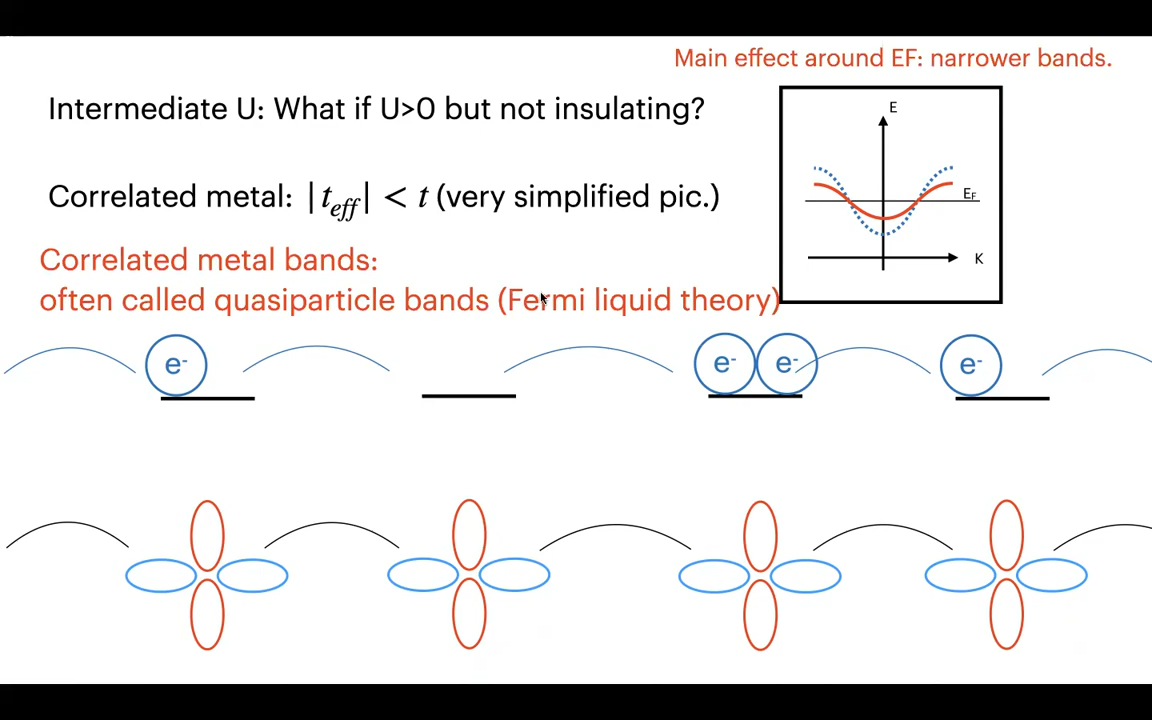 Main effect around EF: narrower bands.
Intermediate U: What if U>0 but not insulating?
E
Correlated metal: |t_eff| < t (very simplified pic.)
E_F
Correlated metal bands:
K
often called quasiparticle bands (Fermi liquid theory)
e⁻ e⁻ e⁻ e⁻